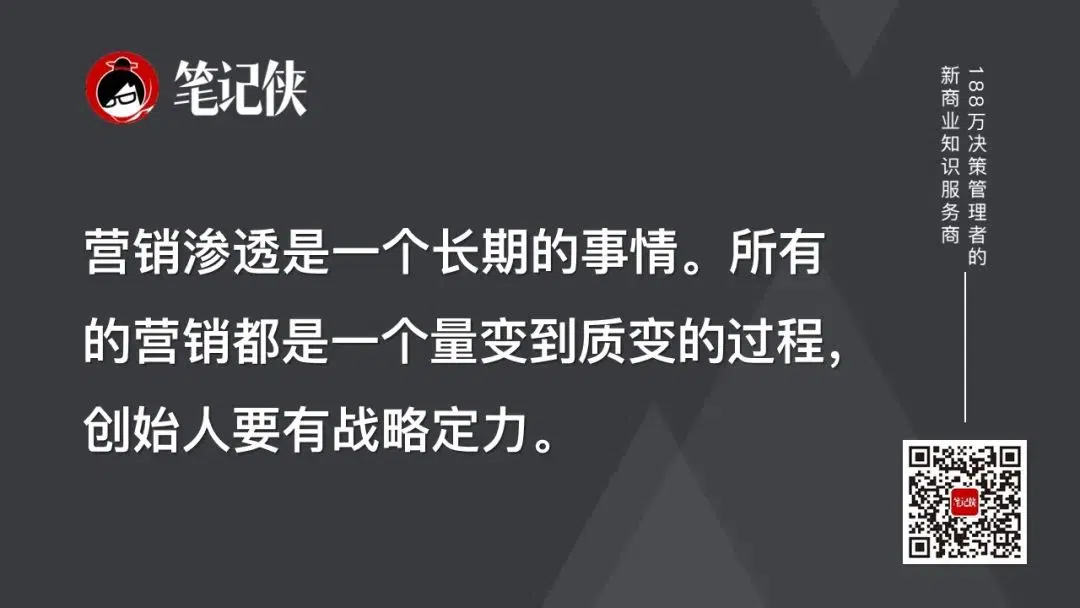 笔记侠
188万决策管理者的
新商业知识服务商
营销渗透是一个长期的事情。所有
的营销都是一个量变到质变的过程，
创始人要有战略定力。
笔记侠